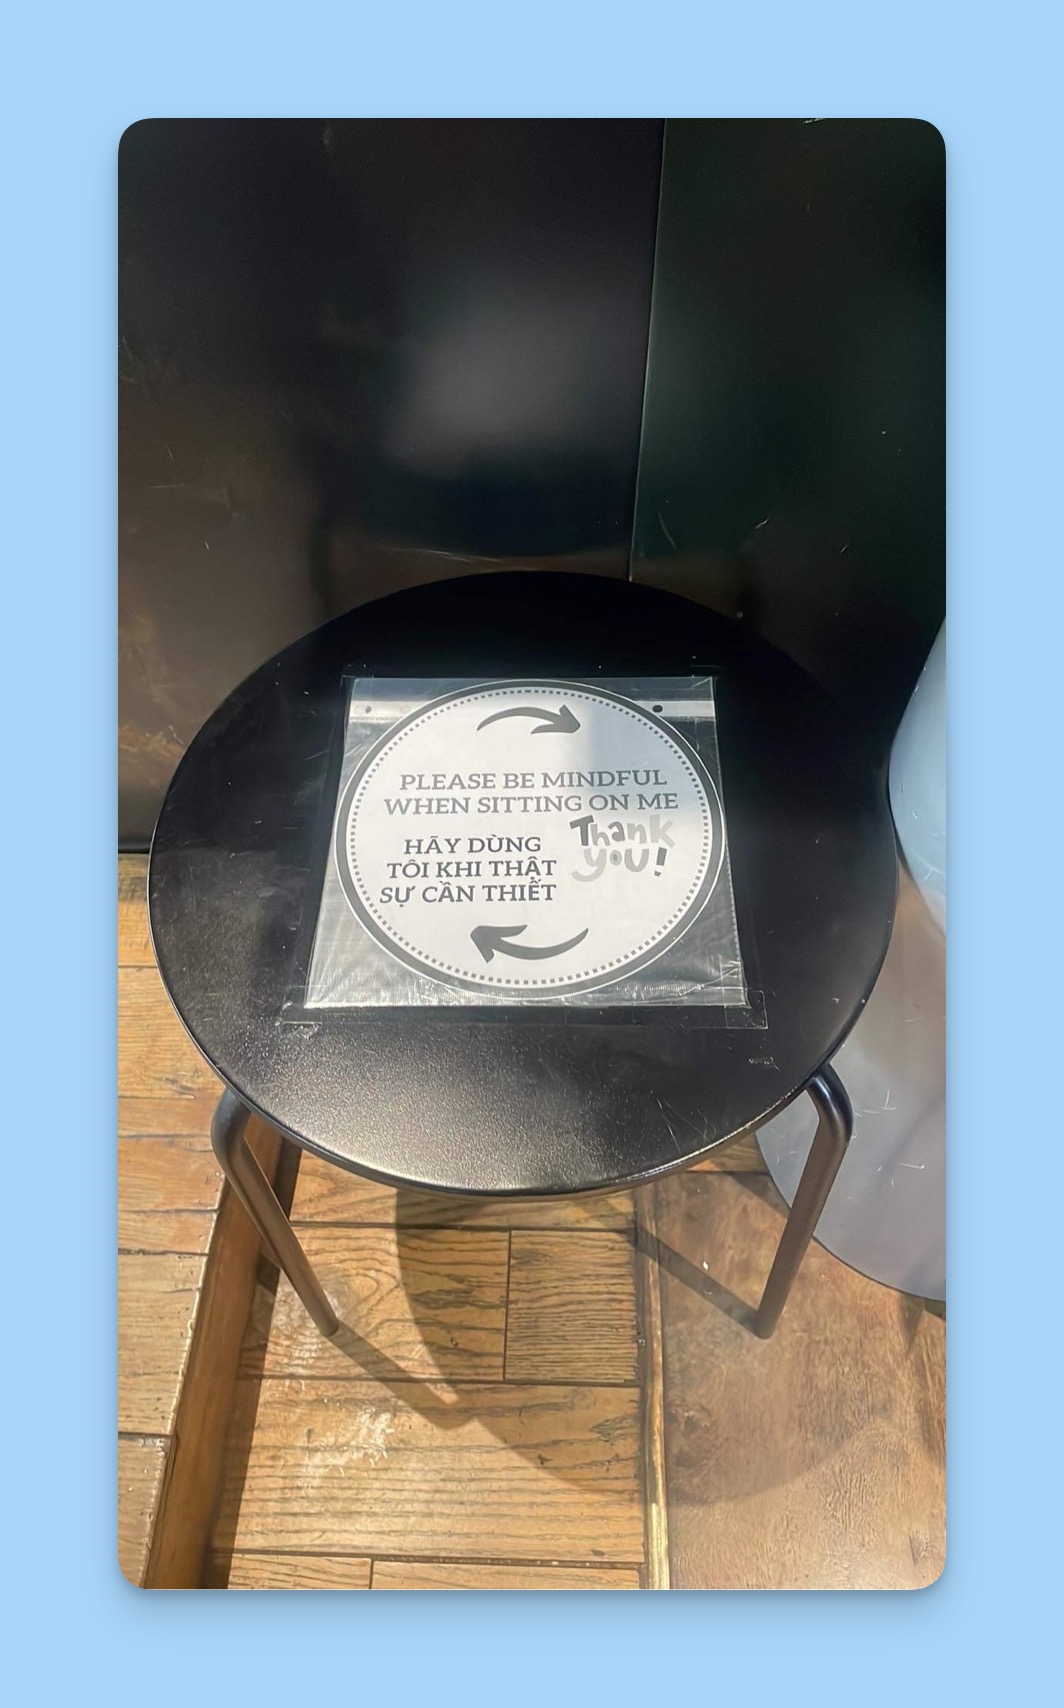 PLEASE BE MINDFUL
WHEN SITTING ON ME
Thank
you!
HÃY DÙNG
TÔI KHI THẬT
SỰ CẦN THIẾT